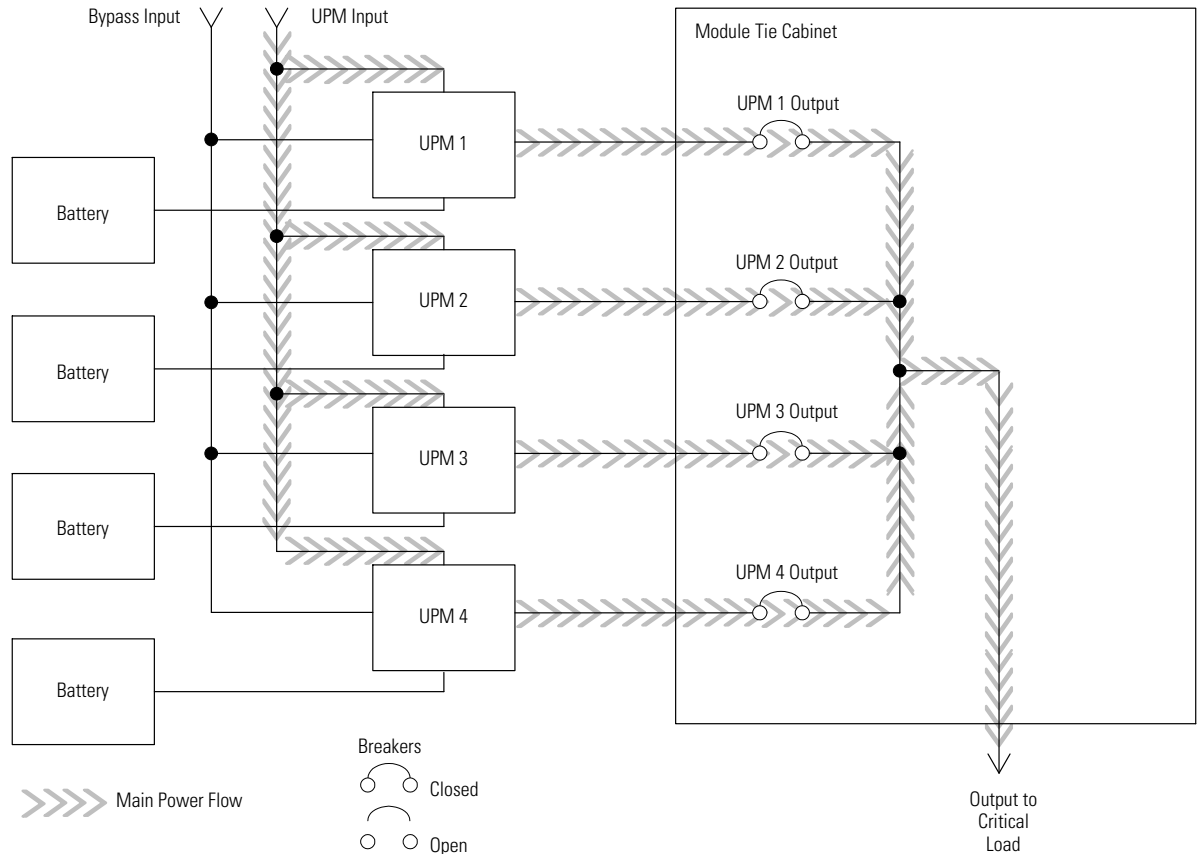 Bypass Input
UPM Input
Module Tie Cabinet
UPM 1 Output
UPM 1
Battery
UPM 2 Output
UPM 2
Battery
UPM 3 Output
UPM 3
Battery
UPM 4 Output
UPM 4
Battery
Breakers
Closed
Open
Main Power Flow
Output to
Critical
Load